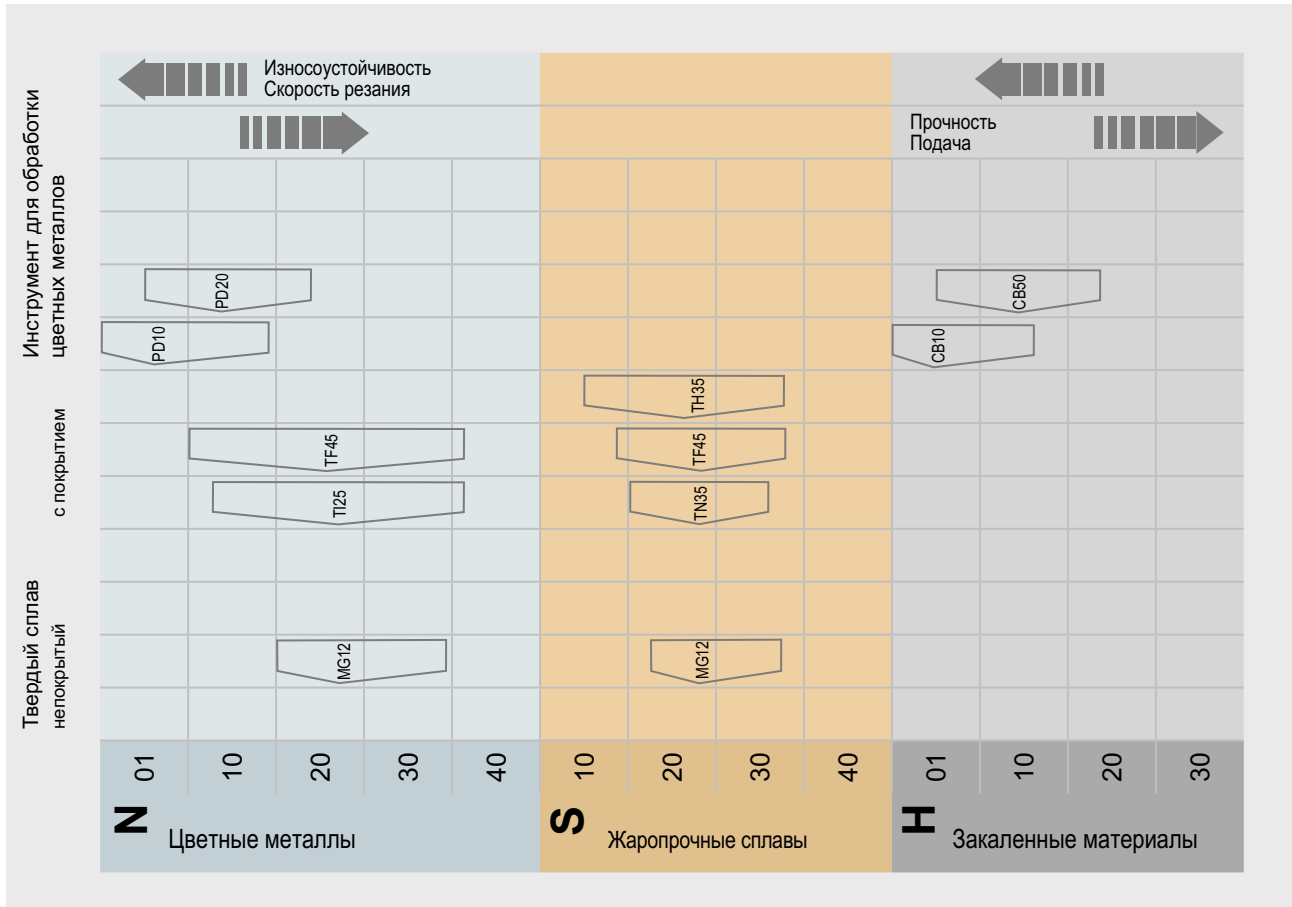 Износоустойчивость
Скорость резания
Прочность
Подача
Инструмент для обработки
цветных металлов
PD20
CB50
PD10
CB10
TH35
с покрытием
TF45
TF45
TI25
TN35
Твердый сплав
непокрытый
MG12
MG12
01
10
20
30
40
10
20
30
40
01
10
20
30
N
Цветные металлы
S
Жаропрочные сплавы
H
Закаленные материалы